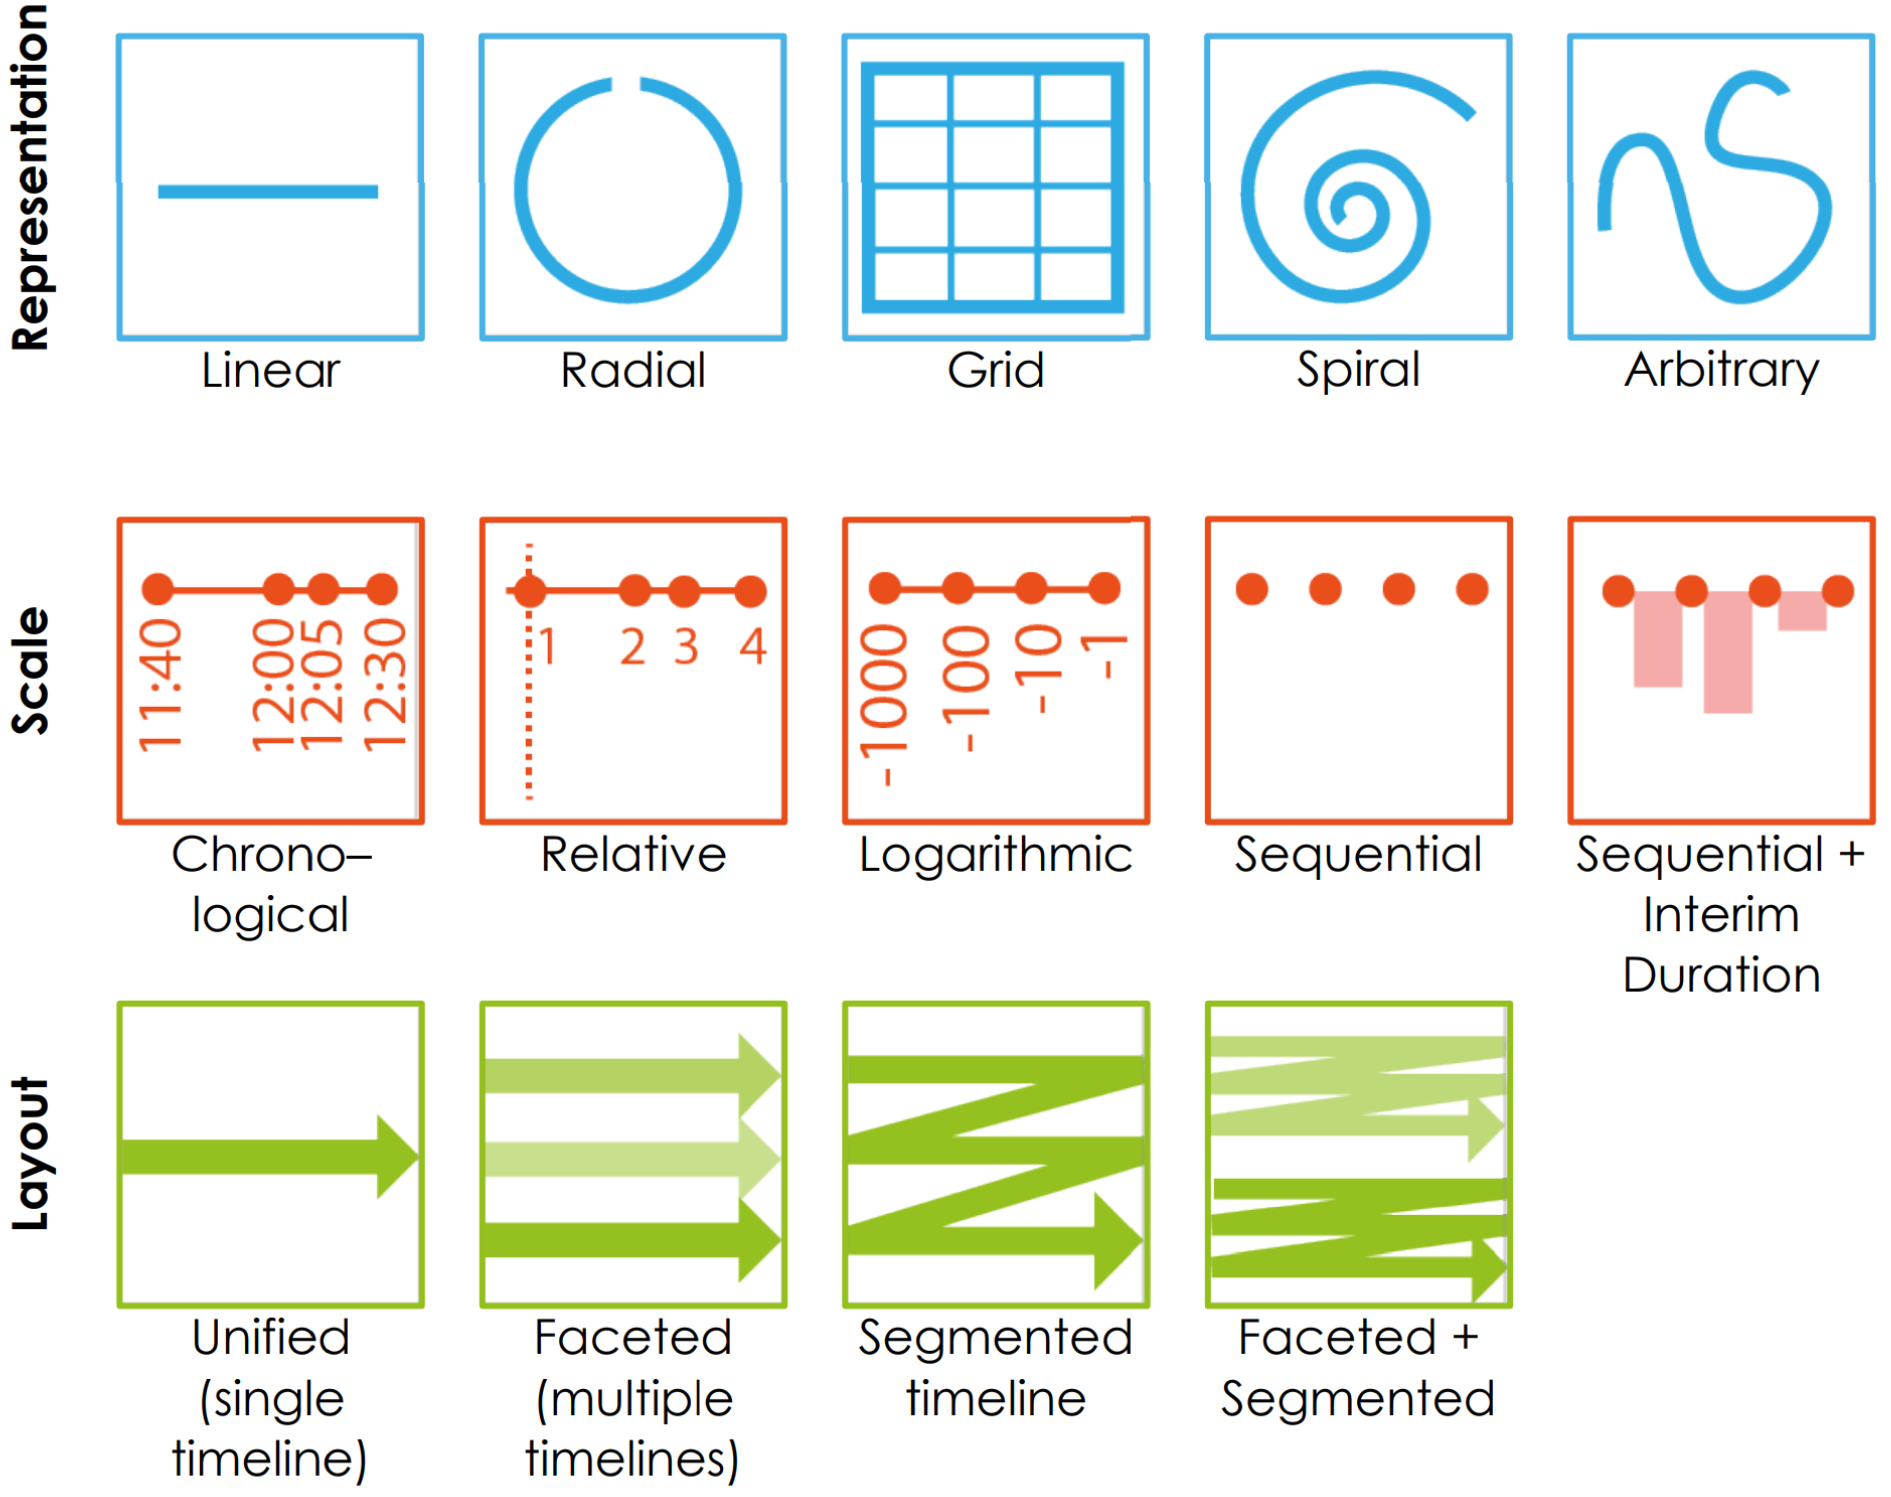 Representation
Linear
Radial
Grid
Spiral
Arbitrary
Scale
11:40
12:00
12:05
12:30
Chrono–
logical
1 2 3 4
Relative
-1000
-100
-10
-1
Logarithmic
Sequential
Sequential +
Interim
Duration
Layout
Unified
(single
timeline)
Faceted
(multiple
timelines)
Segmented
timeline
Faceted +
Segmented